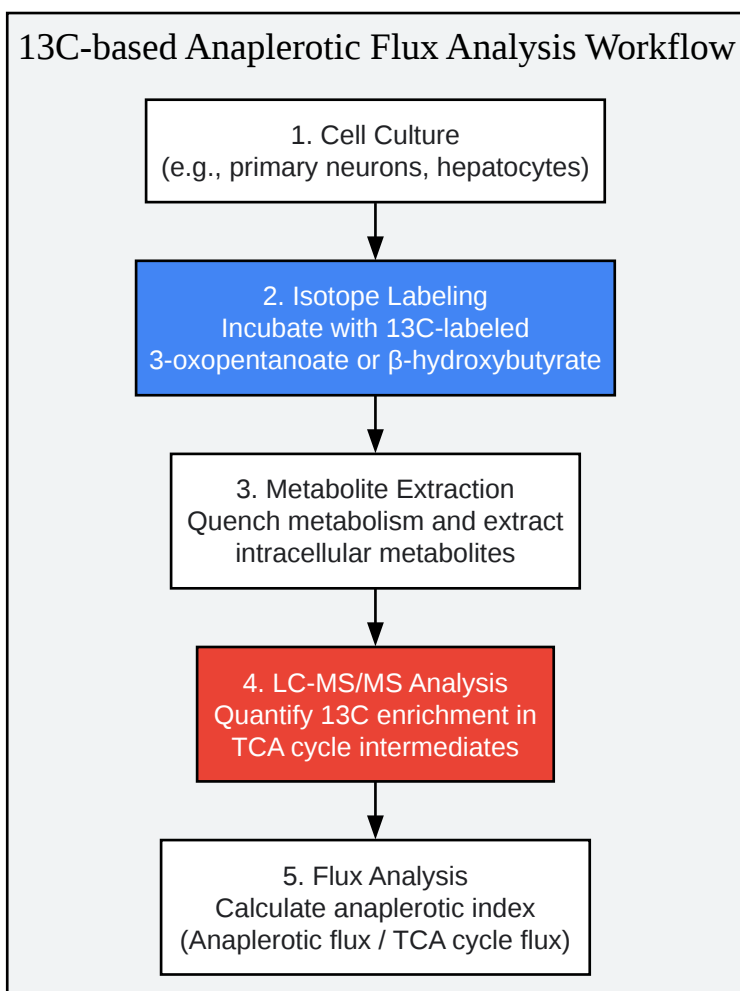 13C-based Anaplerotic Flux Analysis Workflow
1. Cell Culture
(e.g., primary neurons, hepatocytes)
2. Isotope Labeling
Incubate with 13C-labeled
3-oxopentanoate or β-hydroxybutyrate
3. Metabolite Extraction
Quench metabolism and extract
intracellular metabolites
4. LC-MS/MS Analysis
Quantify 13C enrichment in
TCA cycle intermediates
5. Flux Analysis
Calculate anaplerotic index
(Anaplerotic flux / TCA cycle flux)